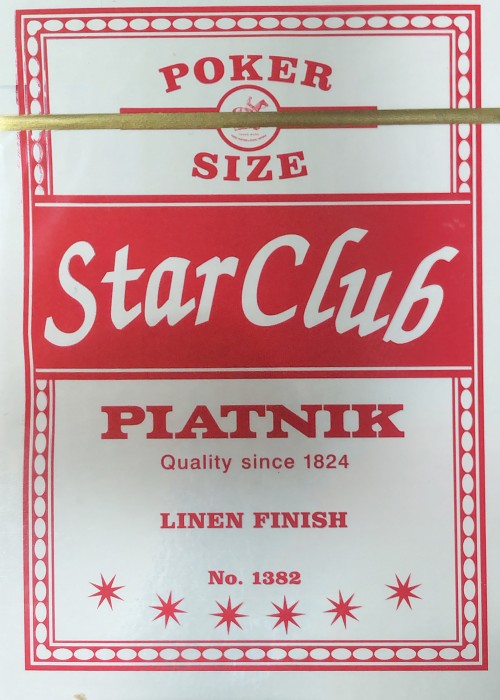 POKER
SIZE
StarClub
PIATNIK
Quality since 1824
LINEN FINISH
No. 1382